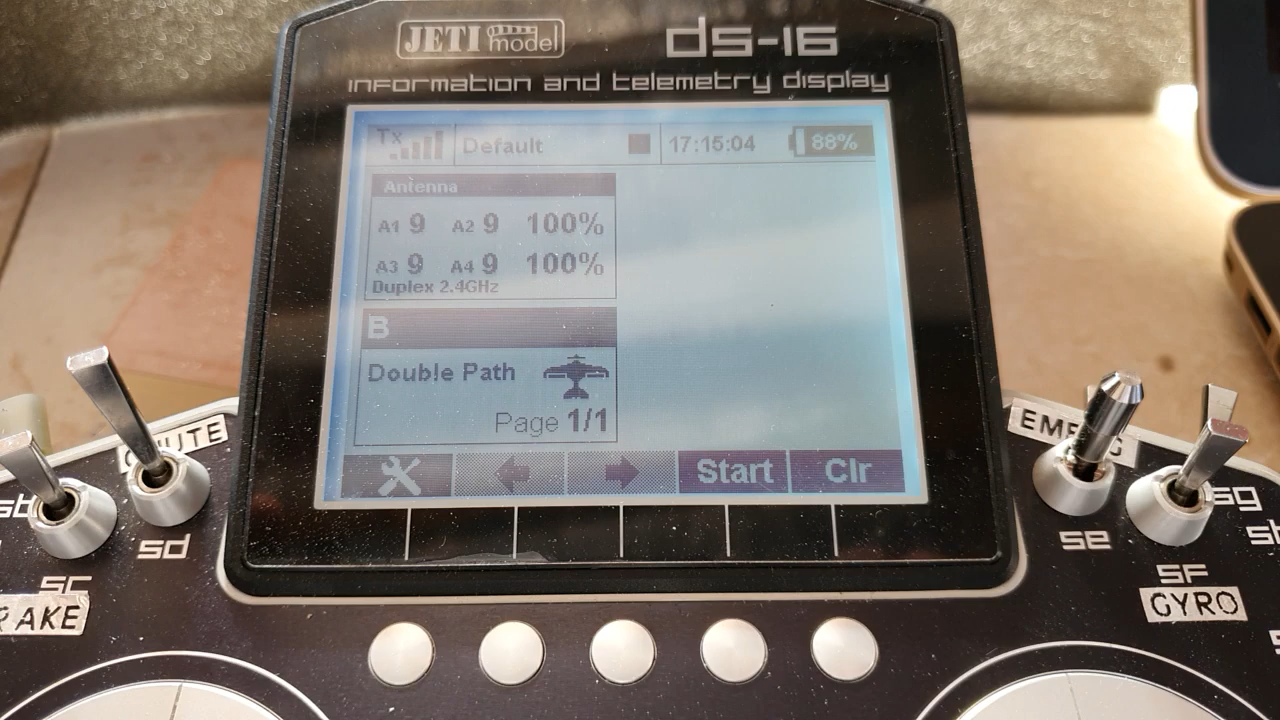 JETI model ds-16
information and telemetry display
Tx Default 17:15:04 88%
Antenna
A1 9 A2 9 100%
A3 9 A4 9 100%
Duplex 2.4GHz
B
Double Path
Page 1/1
Start Clr
sd
sc
se
sg
SF
GYRO